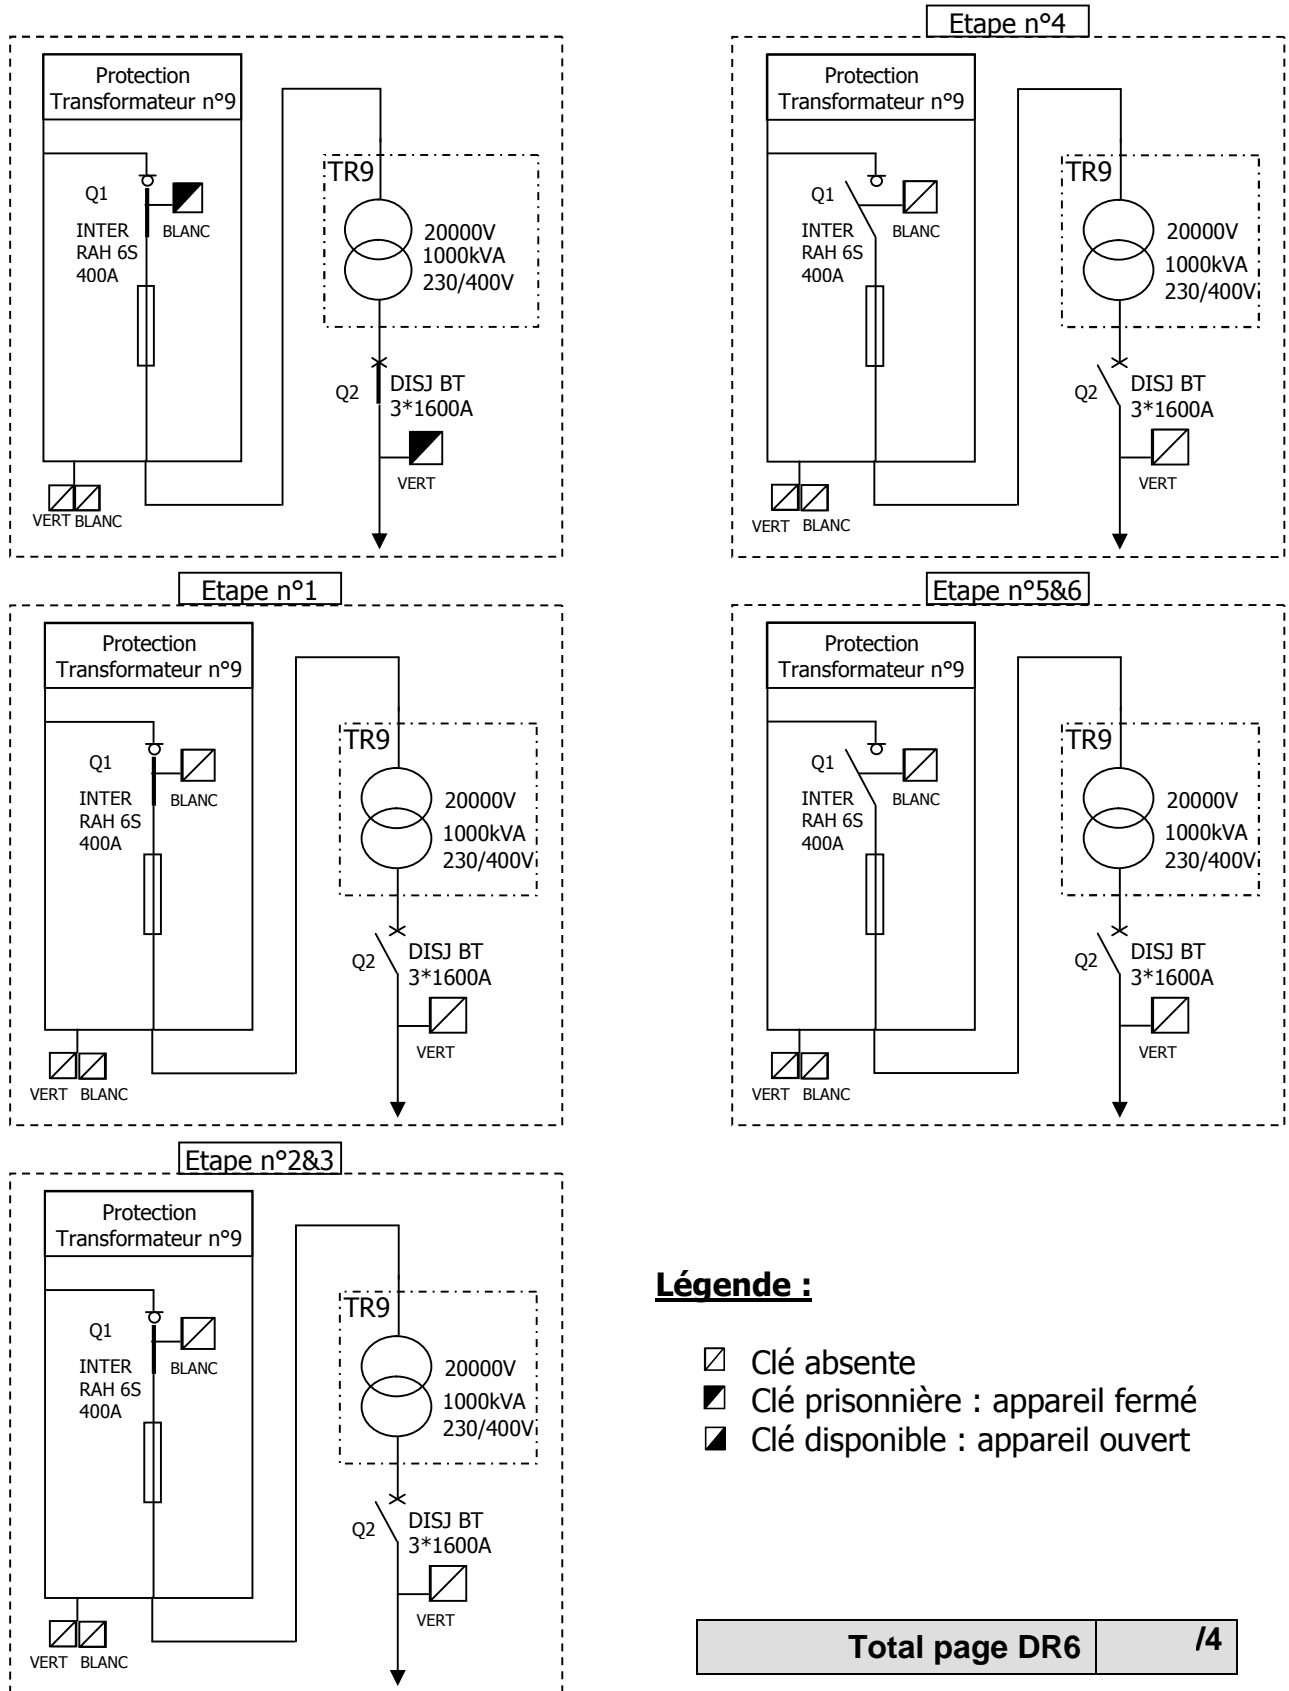 Protection
Transformateur n°9
TR9
Q1
INTER
RAH 6S
400A
BLANC
20000V
1000kVA
230/400V
Q2
DISJ BT
3*1600A
VERT
VERT BLANC
Etape n°1
Protection
Transformateur n°9
TR9
Q1
INTER
RAH 6S
400A
BLANC
20000V
1000kVA
230/400V
Q2
DISJ BT
3*1600A
VERT
VERT BLANC
Etape n°2&3
Protection
Transformateur n°9
TR9
Q1
INTER
RAH 6S
400A
BLANC
20000V
1000kVA
230/400V
Q2
DISJ BT
3*1600A
VERT
VERT BLANC
Etape n°4
Protection
Transformateur n°9
TR9
Q1
INTER
RAH 6S
400A
BLANC
20000V
1000kVA
230/400V
Q2
DISJ BT
3*1600A
VERT
VERT BLANC
Etape n°5&6
Protection
Transformateur n°9
TR9
Q1
INTER
RAH 6S
400A
BLANC
20000V
1000kVA
230/400V
Q2
DISJ BT
3*1600A
VERT
VERT BLANC
Légende :
Clé absente
Clé prisonnière : appareil fermé
Clé disponible : appareil ouvert
Total page DR6 /4